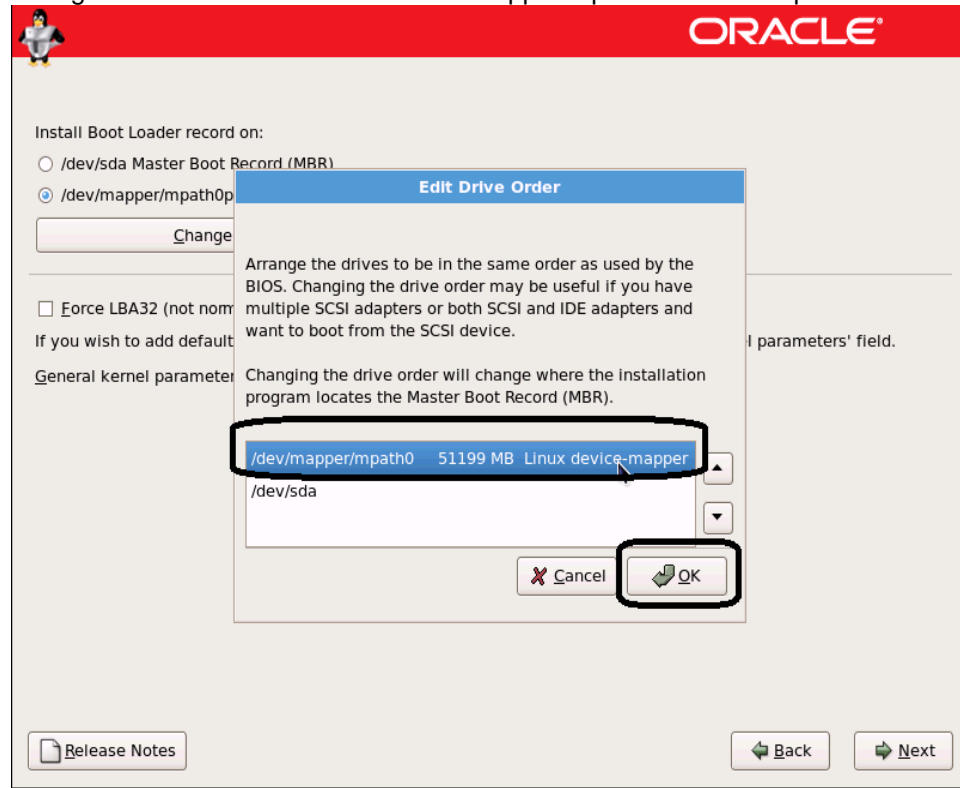 ORACLE
Install Boot Loader record on:
/dev/sda Master Boot Record (MBR)
/dev/mapper/mpath0p
Change
Edit Drive Order
Arrange the drives to be in the same order as used by the
BIOS. Changing the drive order may be useful if you have
multiple SCSI adapters or both SCSI and IDE adapters and
want to boot from the SCSI device.
Changing the drive order will change where the installation
program locates the Master Boot Record (MBR).
Force LBA32 (not norm
If you wish to add default
l parameters' field.
General kernel parameter
/dev/mapper/mpath0 51199 MB Linux device-mapper
/dev/sda
Cancel
OK
Release Notes
Back
Next